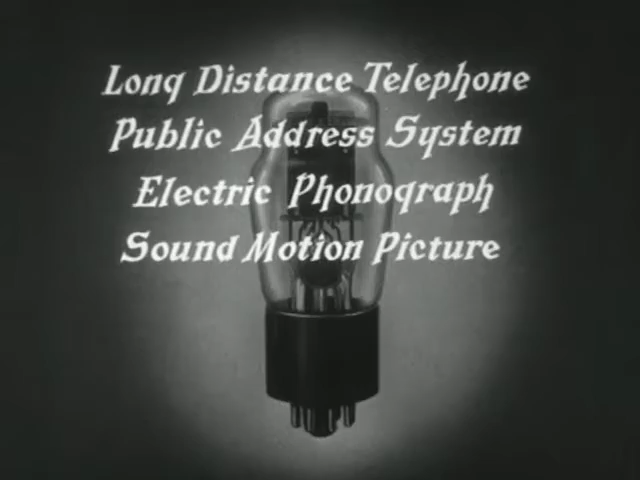 Long Distance Telephone
Public Address System
Electric Phonograph
Sound Motion Picture